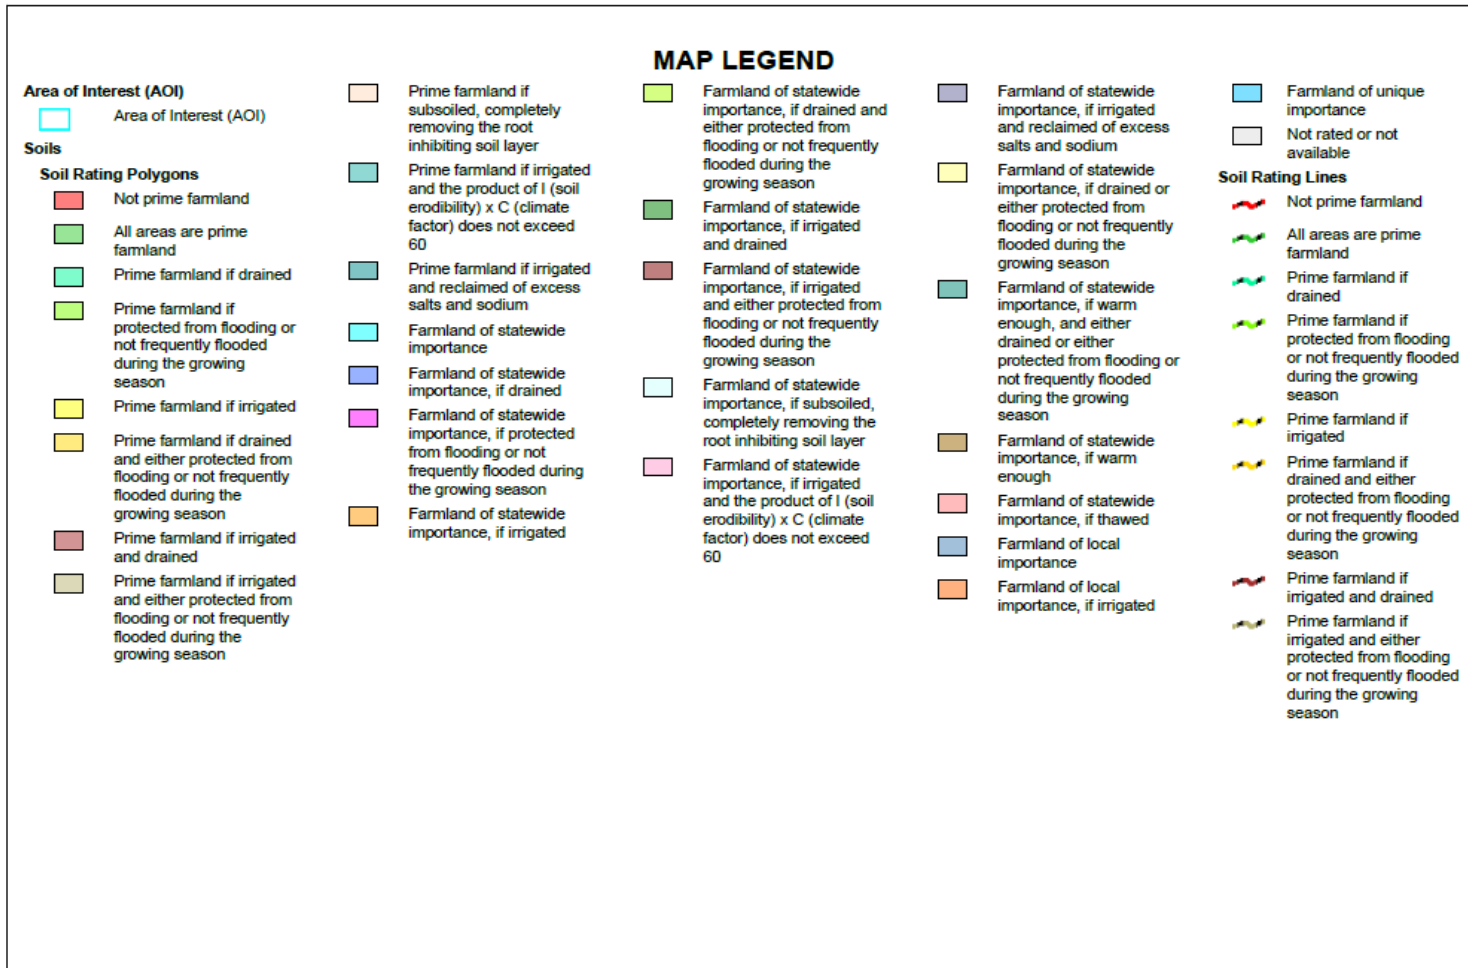 MAP LEGEND
Area of Interest (AOI)
Area of Interest (AOI)
Soils
Soil Rating Polygons
Not prime farmland
All areas are prime
farmland
Prime farmland if drained
Prime farmland if
protected from flooding or
not frequently flooded
during the growing
season
Prime farmland if irrigated
Prime farmland if drained
and either protected from
flooding or not frequently
flooded during the
growing season
Prime farmland if irrigated
and drained
Prime farmland if irrigated
and either protected from
flooding or not frequently
flooded during the
growing season
Prime farmland if
subsoiled, completely
removing the root
inhibiting soil layer
Prime farmland if irrigated
and the product of I (soil
erodibility) x C (climate
factor) does not exceed
60
Prime farmland if irrigated
and reclaimed of excess
salts and sodium
Farmland of statewide
importance
Farmland of statewide
importance, if drained
Farmland of statewide
importance, if protected
from flooding or not
frequently flooded during
the growing season
Farmland of statewide
importance, if irrigated
Farmland of statewide
importance, if drained and
either protected from
flooding or not frequently
flooded during the
growing season
Farmland of statewide
importance, if irrigated
and drained
Farmland of statewide
importance, if irrigated
and either protected from
flooding or not frequently
flooded during the
growing season
Farmland of statewide
importance, if subsoiled,
completely removing the
root inhibiting soil layer
Farmland of statewide
importance, if irrigated
and the product of I (soil
erodibility) x C (climate
factor) does not exceed
60
Farmland of statewide
importance, if irrigated
and reclaimed of excess
salts and sodium
Farmland of statewide
importance, if drained or
either protected from
flooding or not frequently
flooded during the
growing season
Farmland of statewide
importance, if warm
enough, and either
drained or either
protected from flooding or
not frequently flooded
during the growing
season
Farmland of statewide
importance, if warm
enough
Farmland of statewide
importance, if thawed
Farmland of local
importance
Farmland of local
importance, if irrigated
Farmland of unique
importance
Not rated or not
available
Soil Rating Lines
Not prime farmland
All areas are prime
farmland
Prime farmland if
drained
Prime farmland if
protected from flooding
or not frequently flooded
during the growing
season
Prime farmland if
irrigated
Prime farmland if
drained and either
protected from flooding
or not frequently flooded
during the growing
season
Prime farmland if
irrigated and drained
Prime farmland if
irrigated and either
protected from flooding
or not frequently flooded
during the growing
season